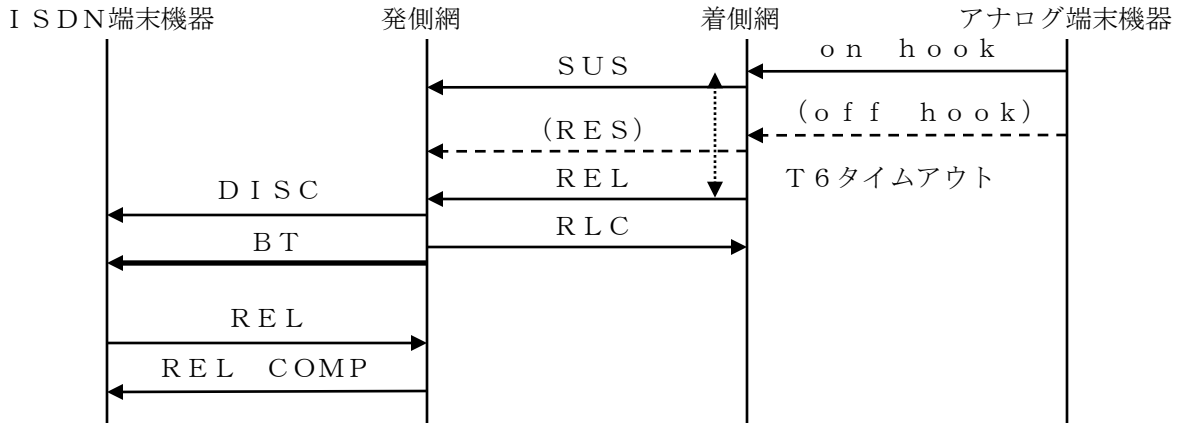 ＩＳＤＮ端末機器　発側網　着側網　アナログ端末機器
ｏｎ　ｈｏｏｋ
ＳＵＳ
（ｏｆｆ　ｈｏｏｋ）
（ＲＥＳ）
ＲＥＬ　Ｔ６タイムアウト
ＤＩＳＣ
ＲＬＣ
ＢＴ
ＲＥＬ
ＲＥＬ　ＣＯＭＰ